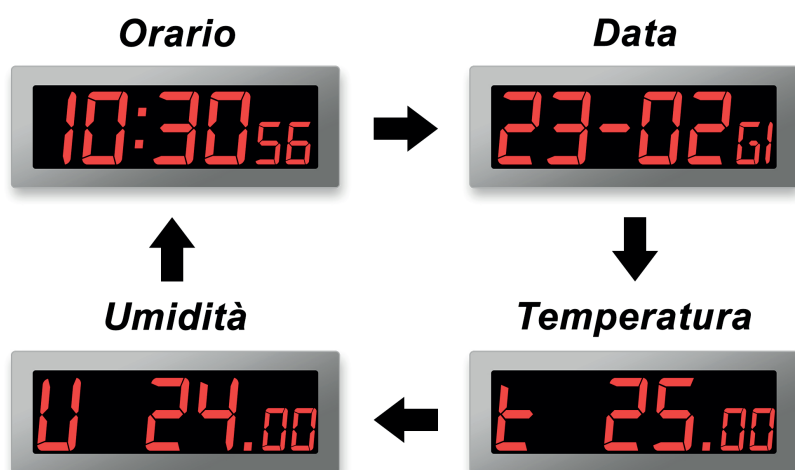 Orario
Data
10:30 56
23-02 GI
Umidità
Temperatura
U 24.00
t 25.00